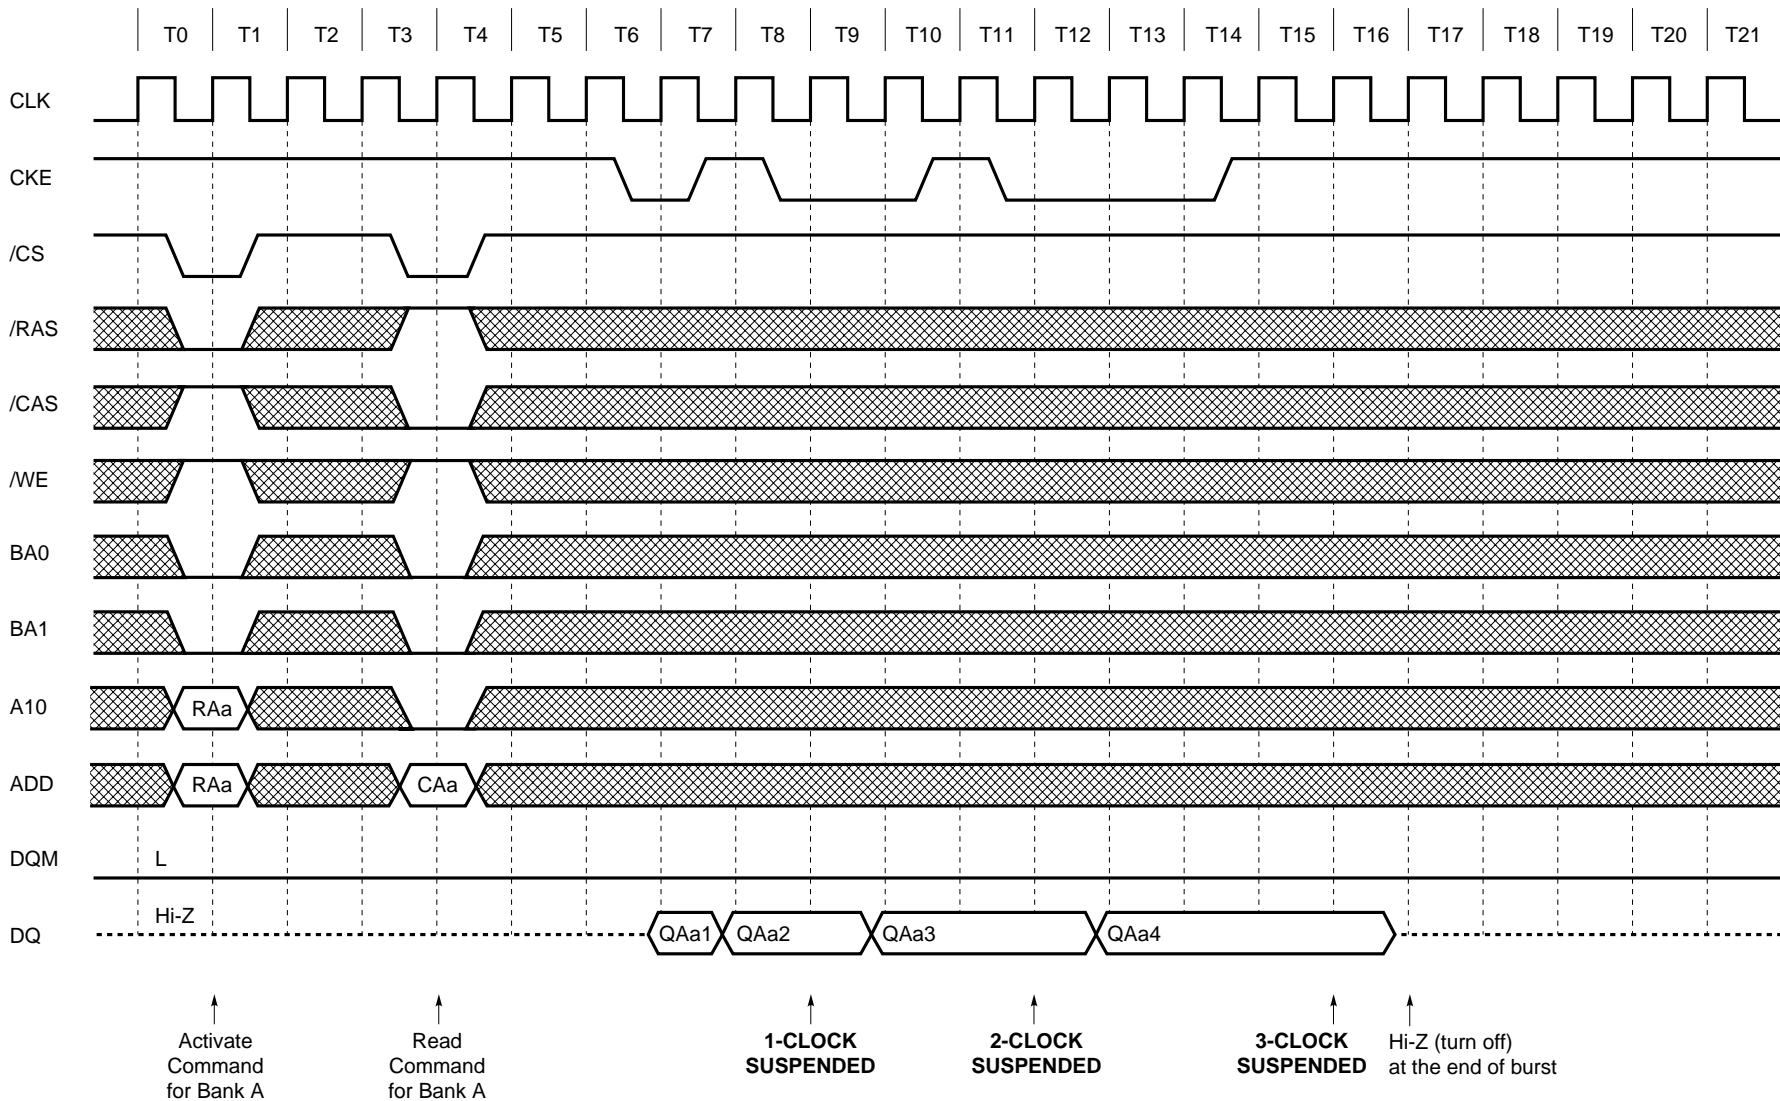 T0 T1 T2 T3 T4 T5 T6 T7 T8 T9 T10 T11 T12 T13 T14 T15 T16 T17 T18 T19 T20 T21
CLK
CKE
/CS
/RAS
/CAS
/WE
BA0
BA1
A10 RAa
ADD RAa CAa
DQM L
Hi-Z
DQ QAa1 QAa2 QAa3 QAa4
Activate
Command
for Bank A
Read
Command
for Bank A
1-CLOCK
SUSPENDED
2-CLOCK
SUSPENDED
3-CLOCK
SUSPENDED
Hi-Z (turn off)
at the end of burst